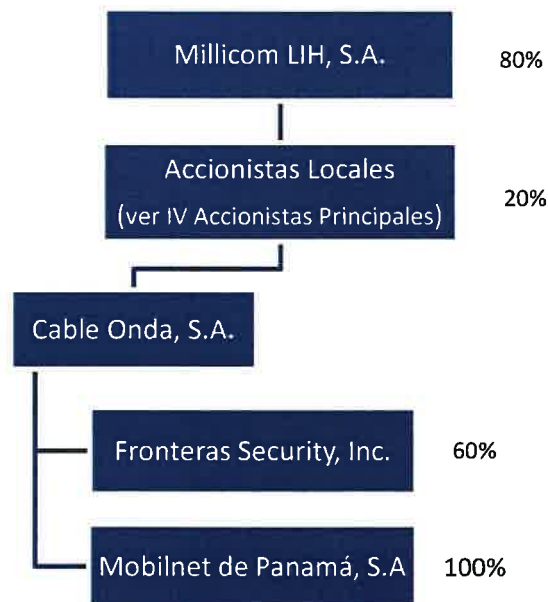 Millicom LIH, S.A.
80%
Accionistas Locales
(ver IV Accionistas Principales)
20%
Cable Onda, S.A.
Fronteras Security, Inc.
60%
Mobilnet de Panamá, S.A
100%